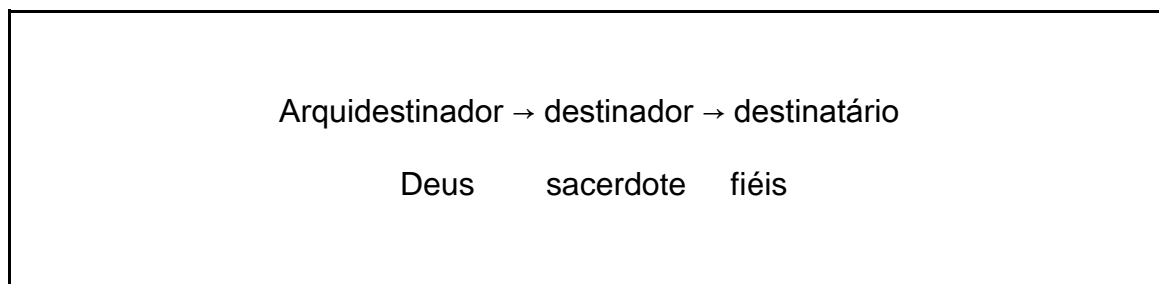 Arquidestinador → destinador → destinatário
Deus sacerdote fiéis